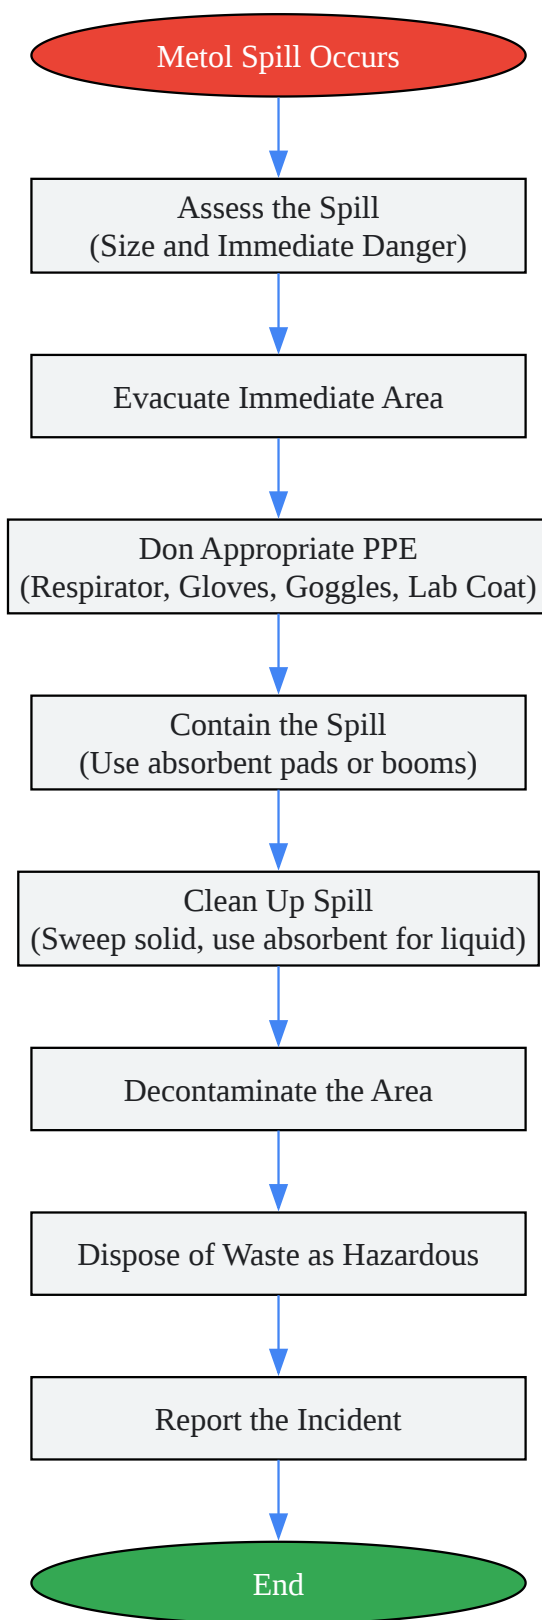 Metol Spill Occurs
Assess the Spill
(Size and Immediate Danger)
Evacuate Immediate Area
Don Appropriate PPE
(Respirator, Gloves, Goggles, Lab Coat)
Contain the Spill
(Use absorbent pads or booms)
Clean Up Spill
(Sweep solid, use absorbent for liquid)
Decontaminate the Area
Dispose of Waste as Hazardous
Report the Incident
End